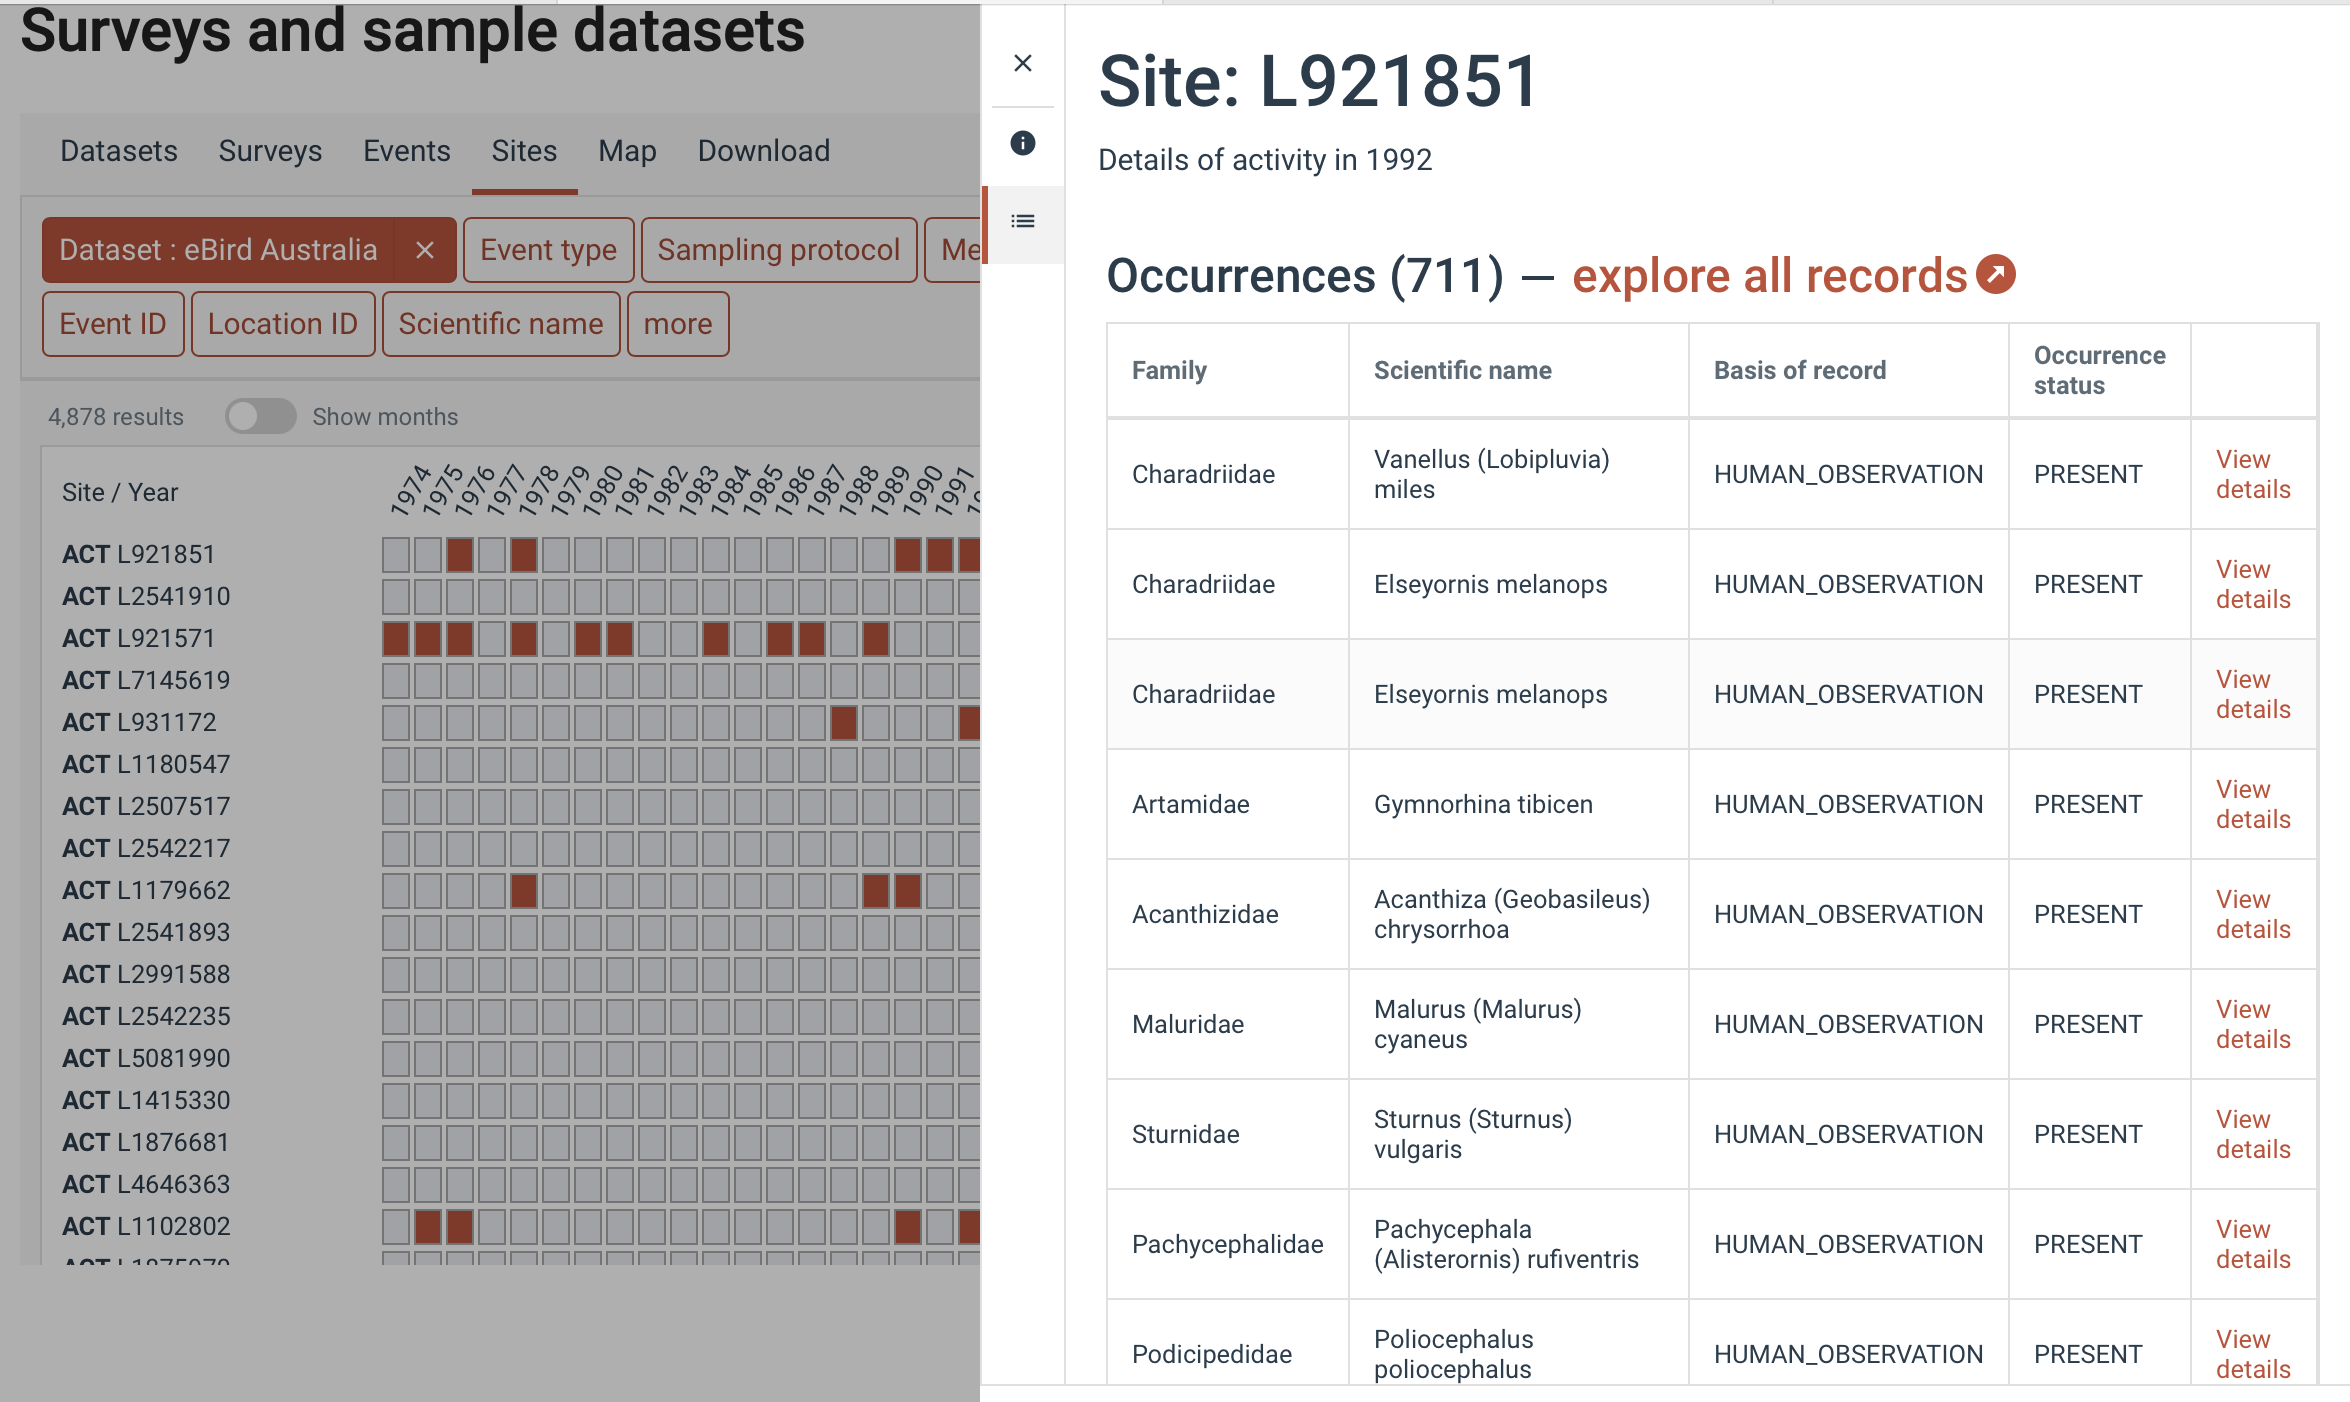 Surveys and sample datasets
Datasets Surveys Events Sites Map Download
Dataset : eBird Australia × Event type Sampling protocol Me
Event ID Location ID Scientific name more
4,878 results Show months
Site / Year 1974 1975 1976 1977 1978 1979 1980 1981 1982 1983 1984 1985 1986 1987 1988 1989 1990 1991
ACT L921851
ACT L2541910
ACT L921571
ACT L7145619
ACT L931172
ACT L1180547
ACT L2507517
ACT L2542217
ACT L1179662
ACT L2541893
ACT L2991588
ACT L2542235
ACT L5081990
ACT L1415330
ACT L1876681
ACT L4646363
ACT L1102802
Site: L921851
Details of activity in 1992
Occurrences (711) — explore all records
Family Scientific name Basis of record Occurrence status
Charadriidae Vanellus (Lobipluvia) miles HUMAN_OBSERVATION PRESENT View details
Charadriidae Elseyornis melanops HUMAN_OBSERVATION PRESENT View details
Charadriidae Elseyornis melanops HUMAN_OBSERVATION PRESENT View details
Artamidae Gymnorhina tibicen HUMAN_OBSERVATION PRESENT View details
Acanthizidae Acanthiza (Geobasileus) chrysorrhoa HUMAN_OBSERVATION PRESENT View details
Maluridae Malurus (Malurus) cyaneus HUMAN_OBSERVATION PRESENT View details
Sturnidae Sturnus (Sturnus) vulgaris HUMAN_OBSERVATION PRESENT View details
Pachycephalidae Pachycephala (Alisterornis) rufiventris HUMAN_OBSERVATION PRESENT View details
Podicipedidae Poliocephalus poliocephalus HUMAN_OBSERVATION PRESENT View details